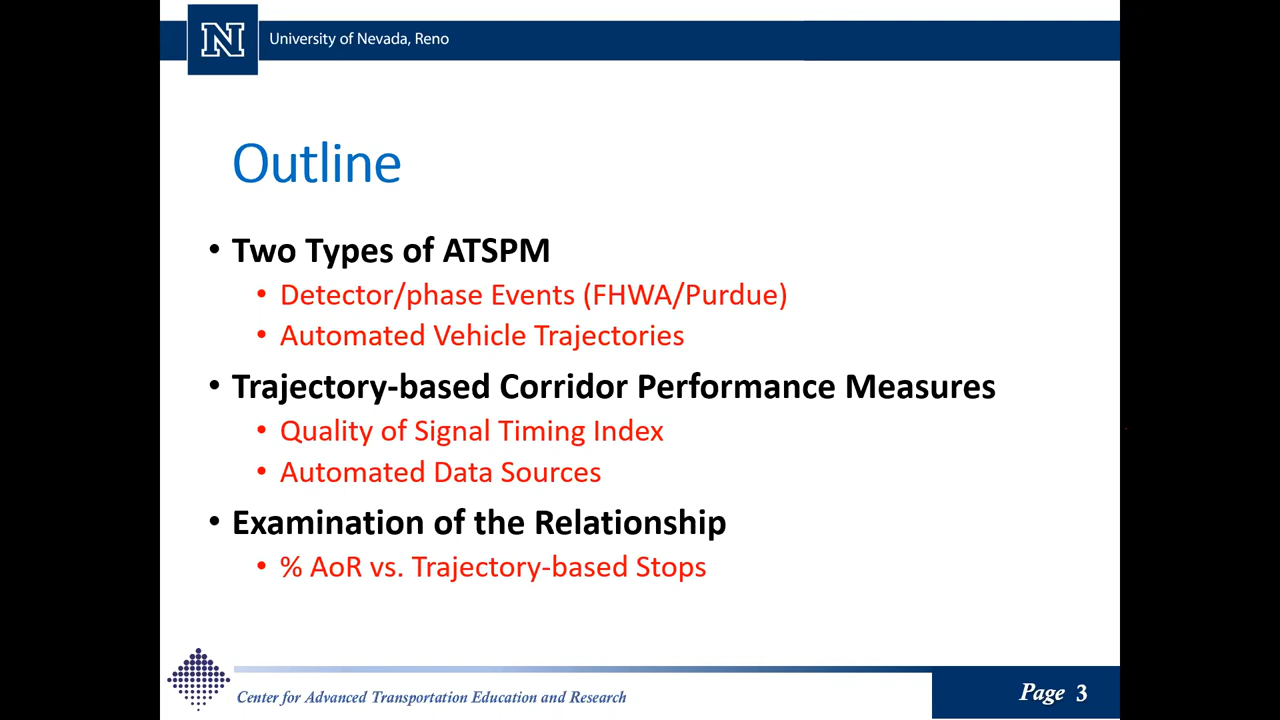 N
University of Nevada, Reno
Outline
• Two Types of ATSPM
• Detector/phase Events (FHWA/Purdue)
• Automated Vehicle Trajectories
• Trajectory-based Corridor Performance Measures
• Quality of Signal Timing Index
• Automated Data Sources
• Examination of the Relationship
• % AoR vs. Trajectory-based Stops
Center for Advanced Transportation Education and Research
Page 3